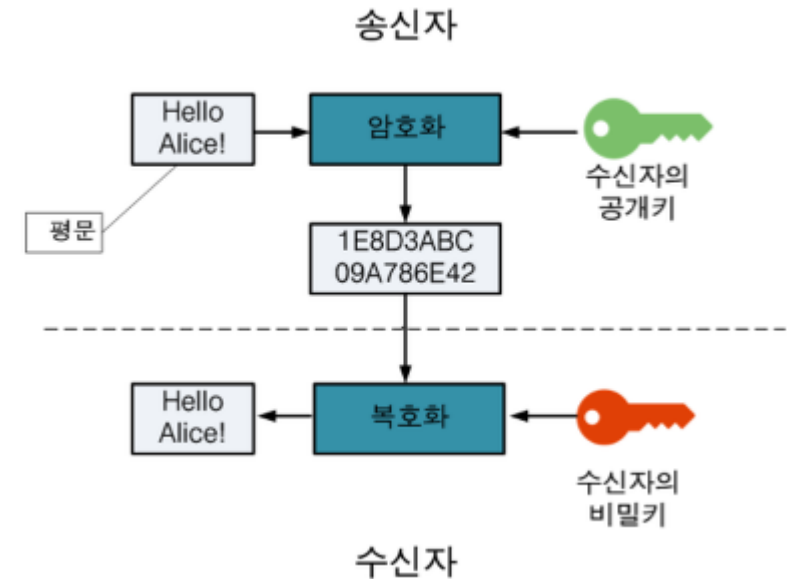 송신자
Hello
Alice!
암호화
수신자의
공개키
평문
1E8D3ABC
09A786E42
Hello
Alice!
복호화
수신자의
비밀키
수신자